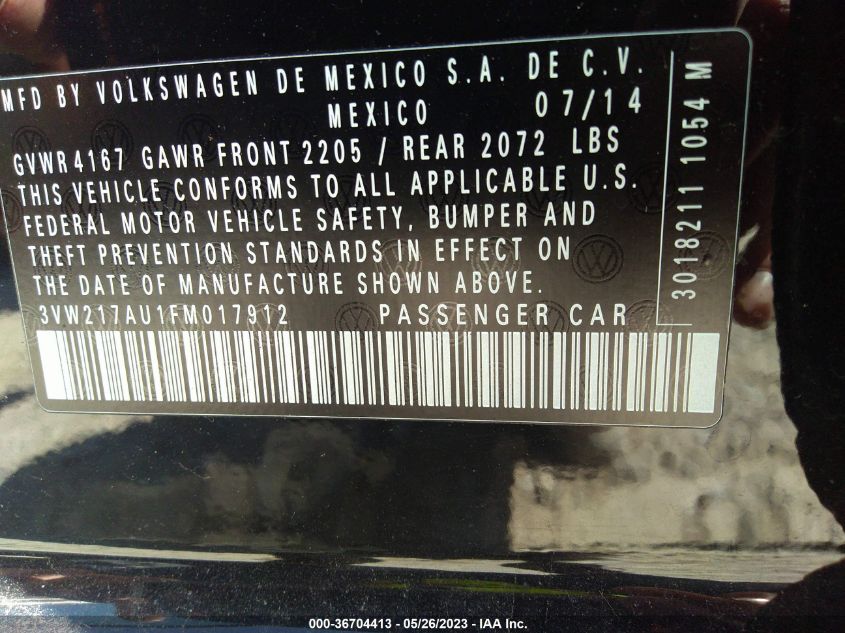 MFD BY VOLKSWAGEN DE MEXICO S.A. DE C.V.
MEXICO 07/14
GVWR 4167 GAWR FRONT 2205 / REAR 2072 LBS
THIS VEHICLE CONFORMS TO ALL APPLICABLE U.S.
FEDERAL MOTOR VEHICLE SAFETY, BUMPER AND
THEFT PREVENTION STANDARDS IN EFFECT ON
THE DATE OF MANUFACTURE SHOWN ABOVE.
3VW217AU1FM017912 PASSENGER CAR
3018211 1054 M
000-36704413 - 05/26/2023 - IAA Inc.